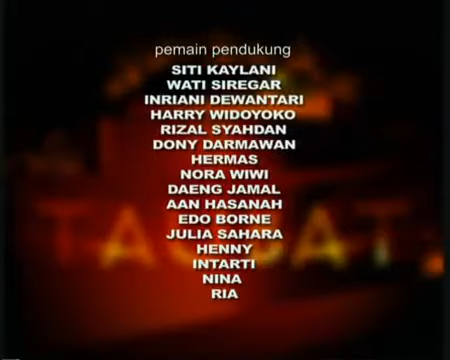 pemain pendukung
SITI KAYLANI
WATI SIREGAR
INRIANI DEWANTARI
HARRY WIDOYOKO
RIZAL SYAHDAN
DONY DARMAWAN
HERMAS
NORA WIWI
DAENG JAMAL
AAN HASANAH
EDO BORNE
JULIA SAHARA
HENNY
INTARTI
NINA
RIA